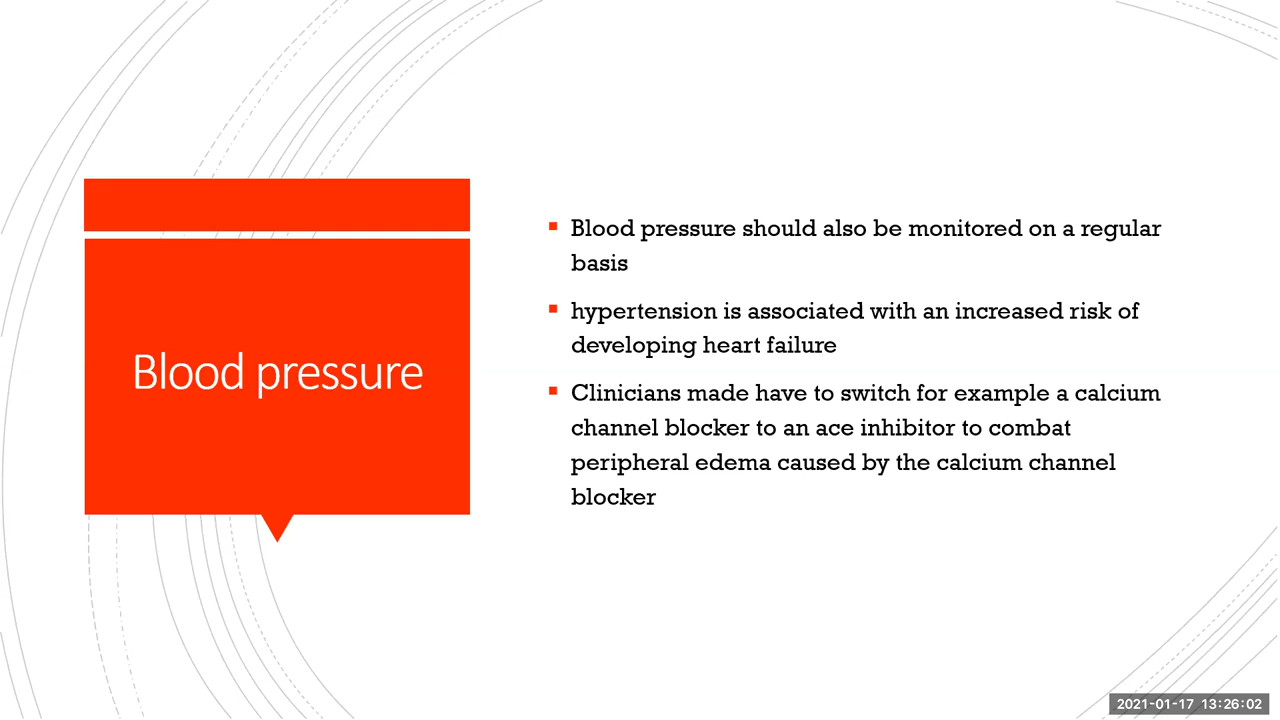 Blood pressure
Blood pressure should also be monitored on a regular
basis
hypertension is associated with an increased risk of
developing heart failure
Clinicians made have to switch for example a calcium
channel blocker to an ace inhibitor to combat
peripheral edema caused by the calcium channel
blocker
2021-01-17 13:26:02